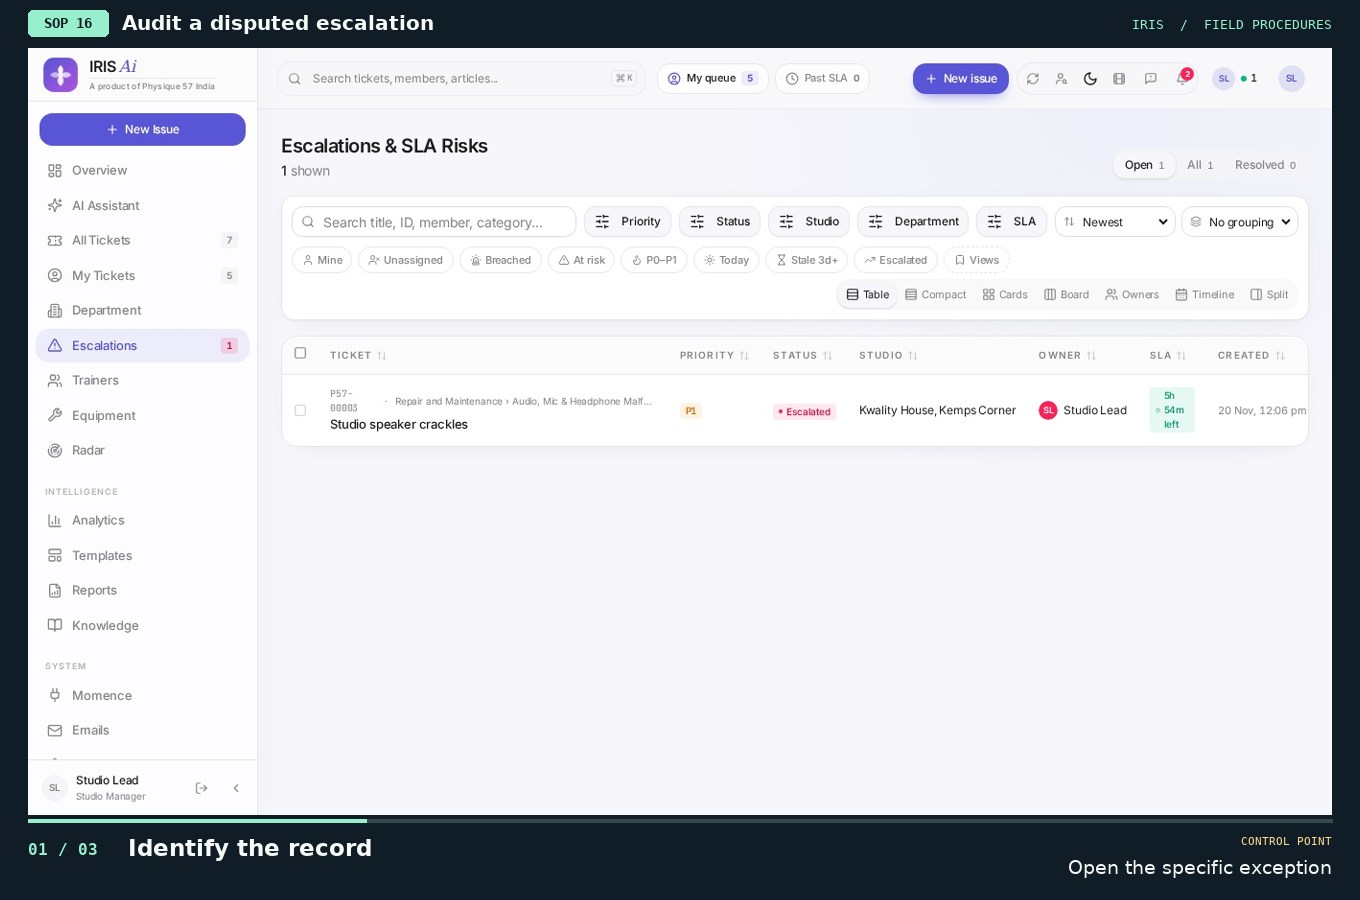 SOP 16 Audit a disputed escalation
IRIS / FIELD PROCEDURES
IRIS Ai
A product of Physique 57 India
Search tickets, members, articles...
⌘K
My queue 5
Past SLA 0
New issue
2
SL
1
SL
New Issue
Overview
AI Assistant
All Tickets 7
My Tickets 5
Department
Escalations 1
Trainers
Equipment
Radar
INTELLIGENCE
Analytics
Templates
Reports
Knowledge
SYSTEM
Momence
Emails
SL
Studio Lead
Studio Manager
Escalations & SLA Risks
1 shown
Open 1 All 1 Resolved 0
Search title, ID, member, category...
Priority
Status
Studio
Department
SLA
Newest
No grouping
Mine
Unassigned
Breached
At risk
P0–P1
Today
Stale 3d+
Escalated
Views
Table
Compact
Cards
Board
Owners
Timeline
Split
TICKET PRIORITY STATUS STUDIO OWNER SLA CREATED
P57-
00003
· Repair and Maintenance › Audio, Mic & Headphone Malf...
Studio speaker crackles
P1
Escalated
Kwality House, Kemps Corner
SL Studio Lead
5h
54m
left
20 Nov, 12:06 pm
01 / 03 Identify the record
CONTROL POINT
Open the specific exception